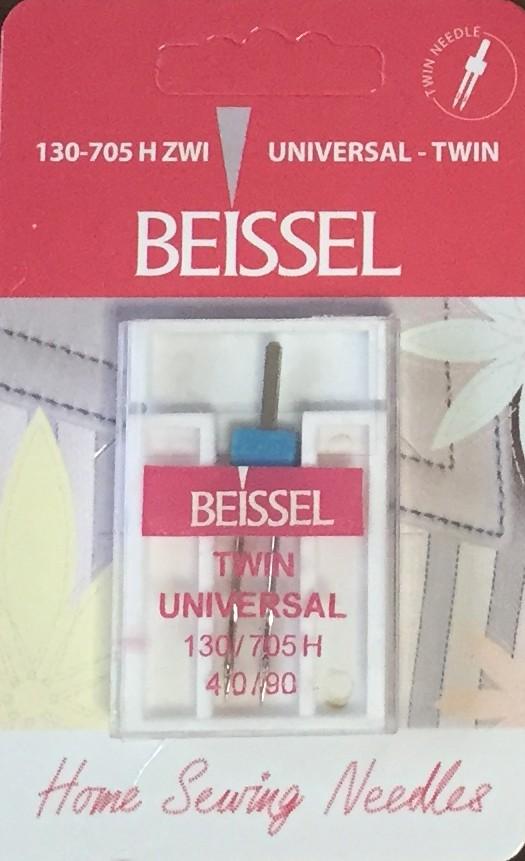 TWIN NEEDLE
130-705 H ZWI UNIVERSAL - TWIN
BEISSEL
BEISSEL
TWIN
UNIVERSAL
130/705 H
4.0/90
Home Sewing Needles